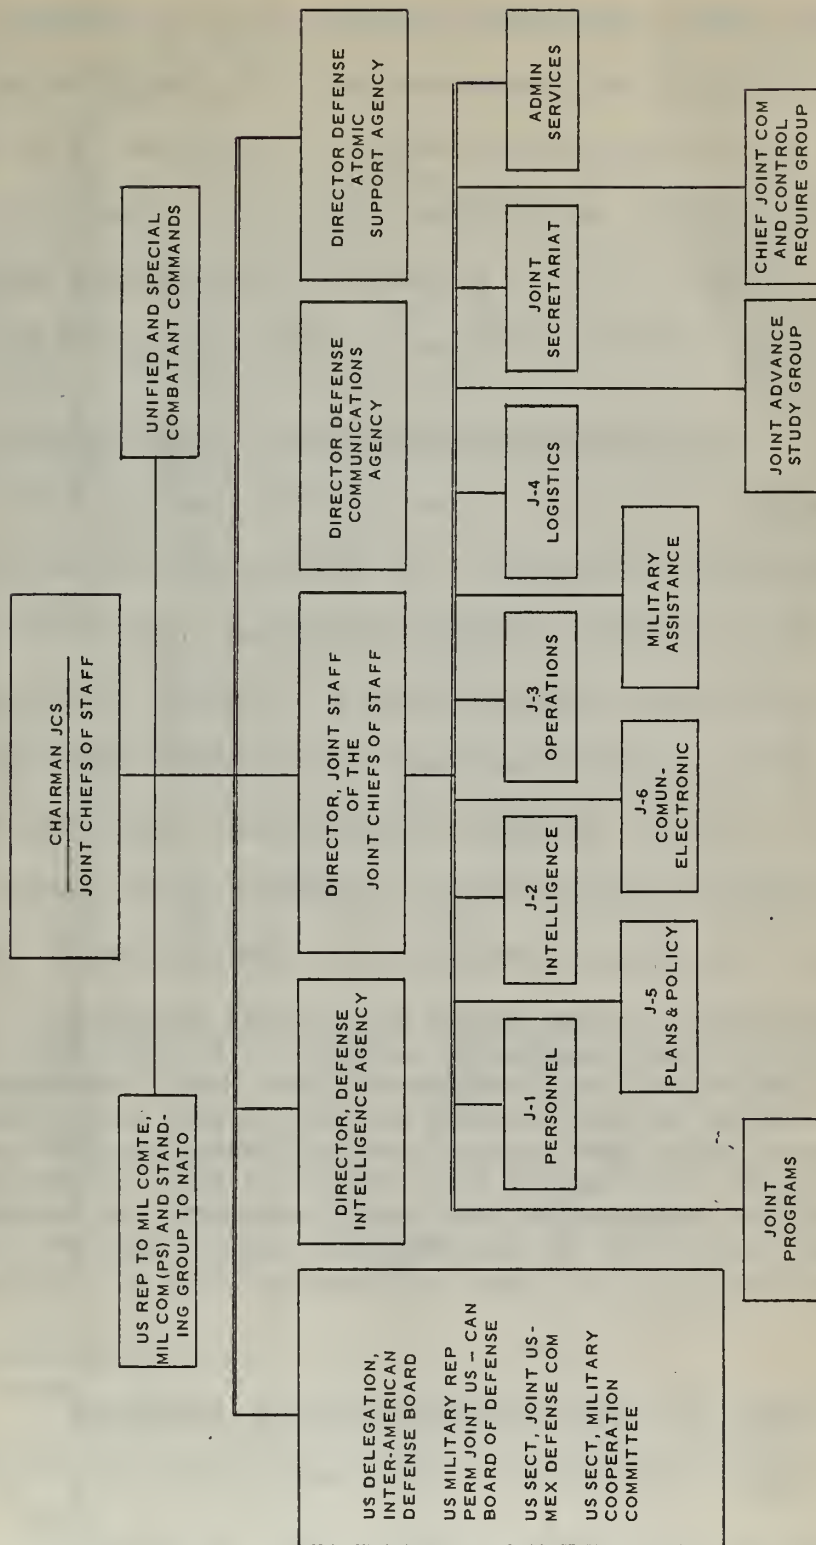 CHAIRMAN JCS
JOINT CHIEFS OF STAFF
US REP TO MIL COMTE,
MIL COM (PS) AND STAND-
ING GROUP TO NATO
UNIFIED AND SPECIAL
COMBATANT COMMANDS
US DELEGATION,
INTER-AMERICAN
DEFENSE BOARD
US MILITARY REP
PERM JOINT US – CAN
BOARD OF DEFENSE
US SECT, JOINT US-
MEX DEFENSE COM
US SECT, MILITARY
COOPERATION
COMMITTEE
DIRECTOR, DEFENSE
INTELLIGENCE AGENCY
DIRECTOR, JOINT STAFF
OF THE
JOINT CHIEFS OF STAFF
DIRECTOR DEFENSE
COMMUNICATIONS
AGENCY
DIRECTOR DEFENSE
ATOMIC
SUPPORT AGENCY
J-1
PERSONNEL
J-2
INTELLIGENCE
J-3
OPERATIONS
J-4
LOGISTICS
JOINT
SECRETARIAT
ADMIN
SERVICES
J-5
PLANS & POLICY
J-6
COMUN-
ELECTRONIC
MILITARY
ASSISTANCE
JOINT
PROGRAMS
JOINT ADVANCE
STUDY GROUP
CHIEF JOINT COM
AND CONTROL
REQUIRE GROUP